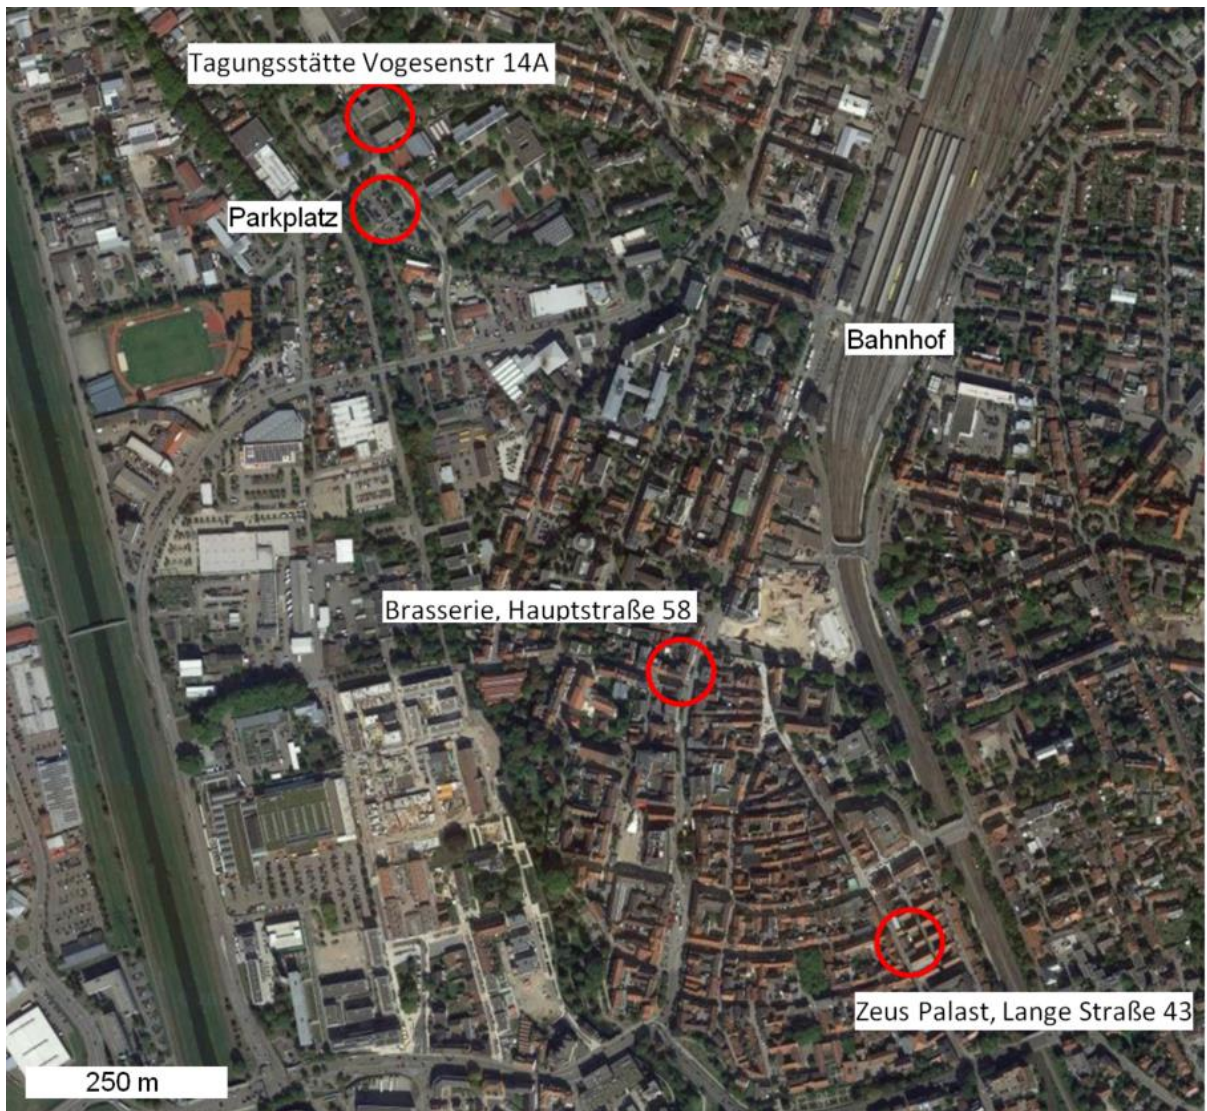 Tagungsstätte Vogesenstr 14A
Parkplatz
Bahnhof
Brasserie, Hauptstraße 58
Zeus Palast, Lange Straße 43
250 m